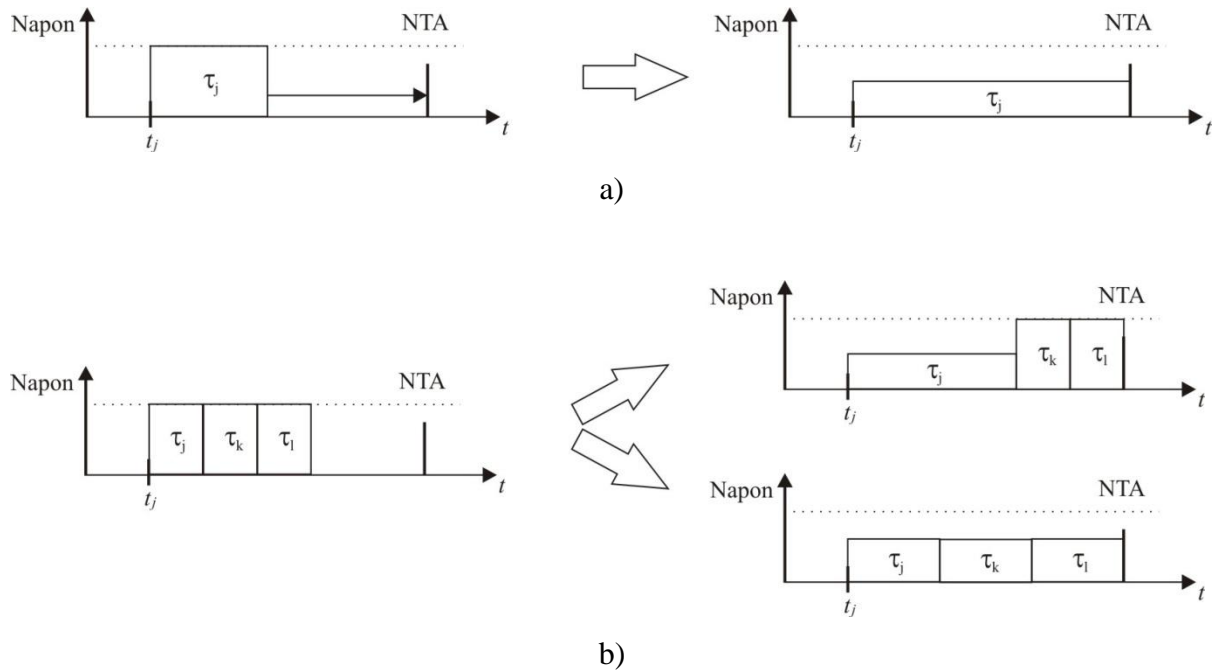 Napon NTA
τj
tj t
Napon NTA
τj
tj t
a)
Napon NTA
τj τk τl
tj t
Napon NTA
τj τk τl
tj t
Napon NTA
τj τk τl
tj t
b)